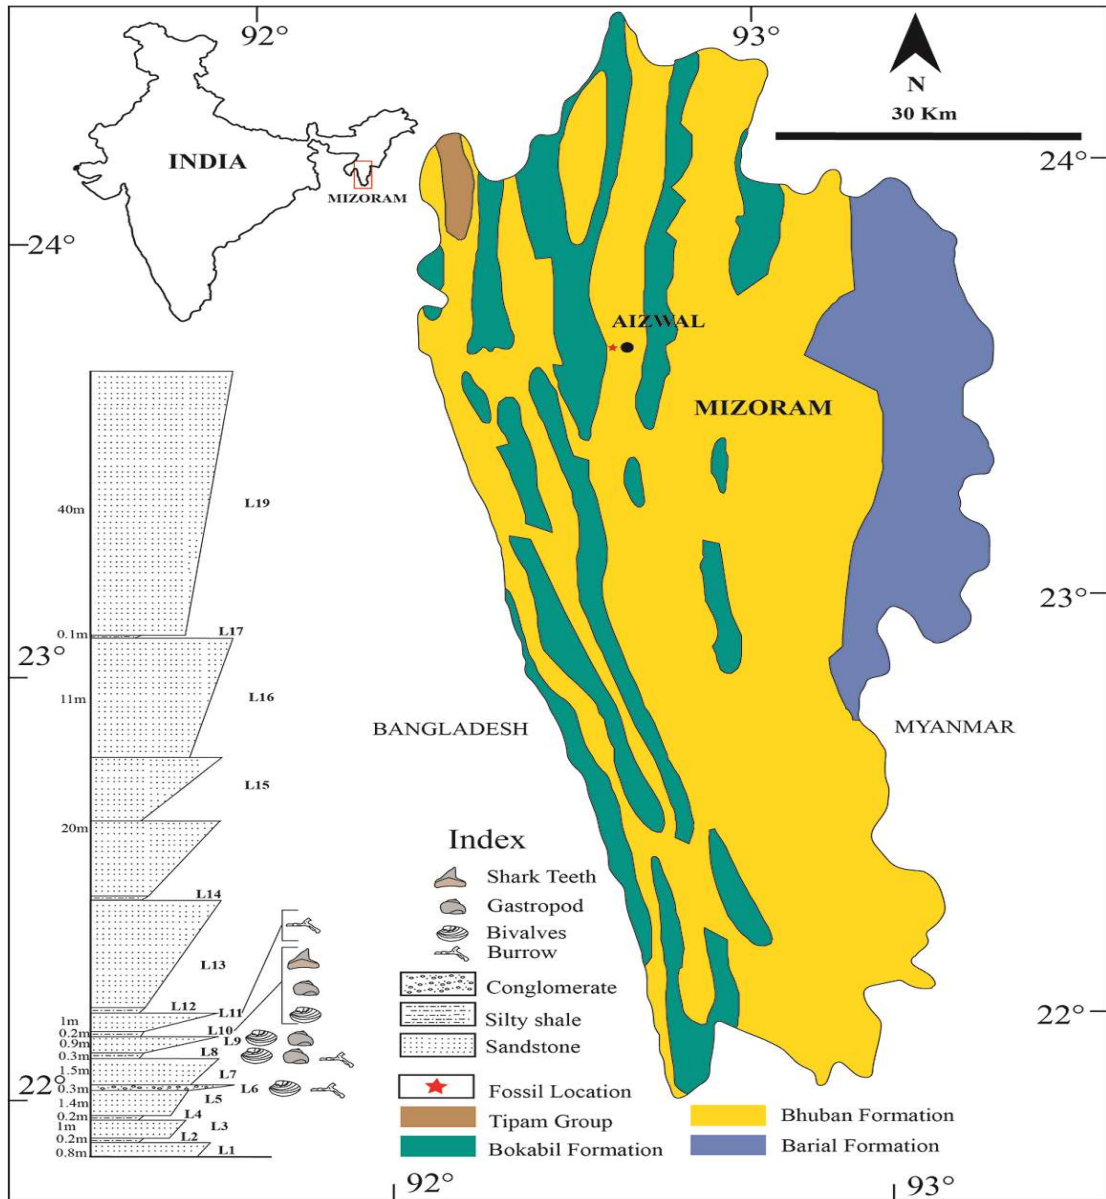 92°
93°
N
30 Km
24°
INDIA
MIZORAM
24°
AIZWAL
MIZORAM
L19
40m
23°
0.1m
L17
23°
L16
11m
BANGLADESH
MYANMAR
L15
20m
Index
Shark Teeth
L14
Gastropod
Bivalves
Burrow
L13
Conglomerate
L12
L11
Silty shale
22°
1m
0.2m
L10
0.9m
L9
Sandstone
0.3m
L8
1.5m
L7
22°
0.3m
L6
Fossil Location
1.4m
L5
0.2m
L4
Tipam Group
Bhuban Formation
1m
L3
0.2m
L2
Bokabil Formation
Barial Formation
0.8m
L1
92°
93°